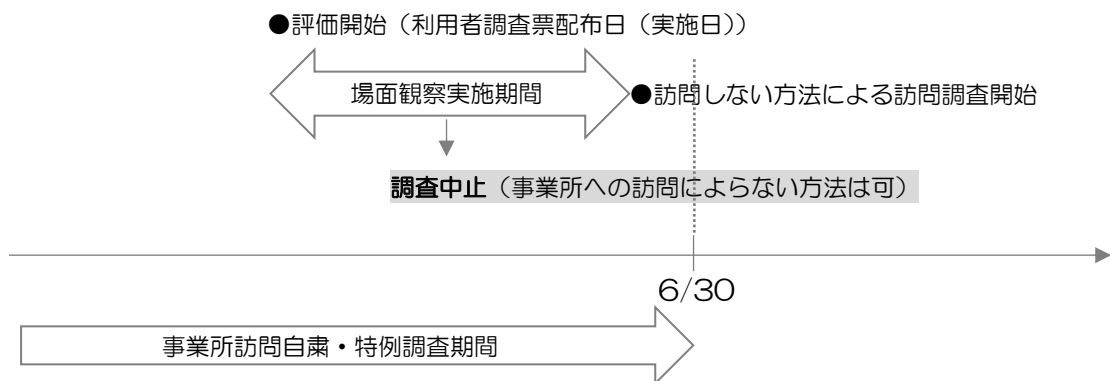 ●評価開始（利用者調査票配布日（実施日））
場面観察実施期間
●訪問しない方法による訪問調査開始
調査中止（事業所への訪問によらない方法は可）
6/30
事業所訪問自粛・特例調査期間